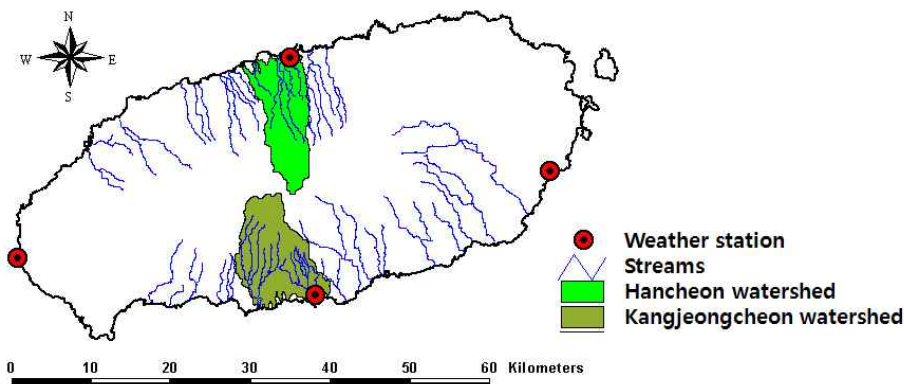 N
W E
S
Weather station
Streams
Hancheon watershed
Kangjeongcheon watershed
0 10 20 30 40 50 60 Kilometers